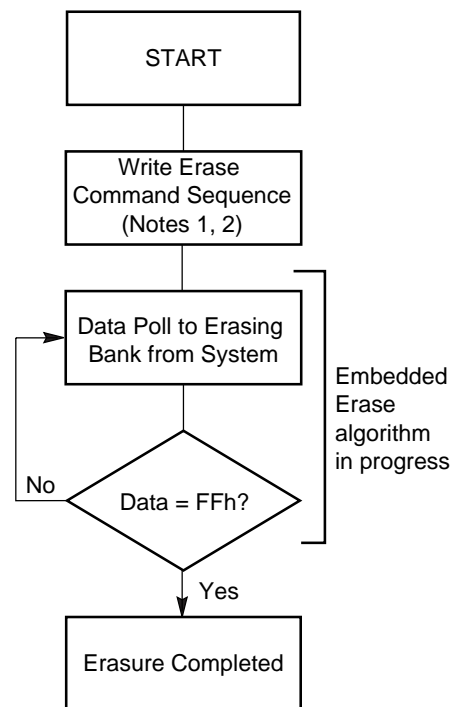 START
Write Erase
Command Sequence
(Notes 1, 2)
Data Poll to Erasing
Bank from System
Embedded
Erase
algorithm
in progress
No
Data = FFh?
Yes
Erasure Completed